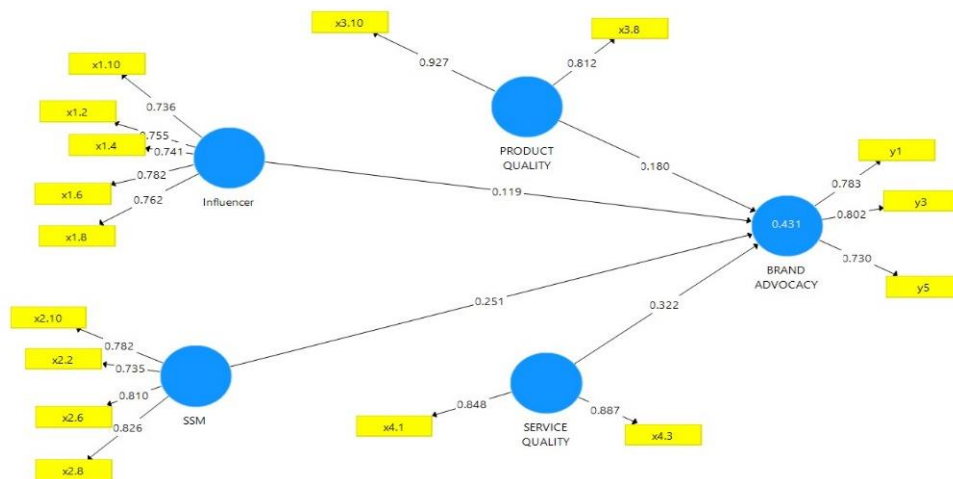 x3.10
x3.8
0.927
0.812
x1.10
0.736
x1.2
0.755
x1.4
0.741
x1.6
0.782
x1.8
0.762
Influencer
PRODUCT
QUALITY
0.180
0.119
y1
0.783
y3
0.802
0.431
0.730
y5
BRAND
ADVOCACY
0.251
0.322
x2.10
0.782
x2.2
0.735
x2.6
0.810
x2.8
0.826
SSM
x4.1
0.848
0.887
x4.3
SERVICE
QUALITY